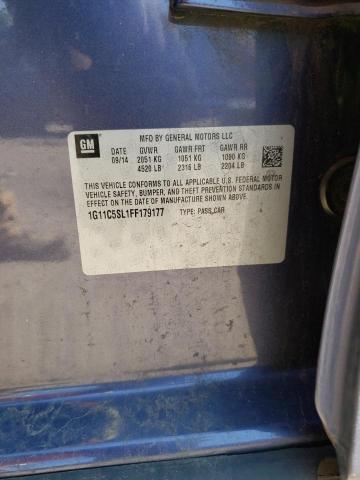 GM
MFD BY GENERAL MOTORS LLC
DATE GVWR GAWR FRT GAWR RR
09/14 2051 KG 1051 KG 1090 KG
4520 LB 2316 LB 2204 LB
THIS VEHICLE CONFORMS TO ALL APPLICABLE U.S. FEDERAL MOTOR
VEHICLE SAFETY, BUMPER, AND THEFT PREVENTION STANDARDS IN
EFFECT ON THE DATE OF MANUFACTURE SHOWN ABOVE.
1G11C5SL1FF179177 TYPE: PASS CAR